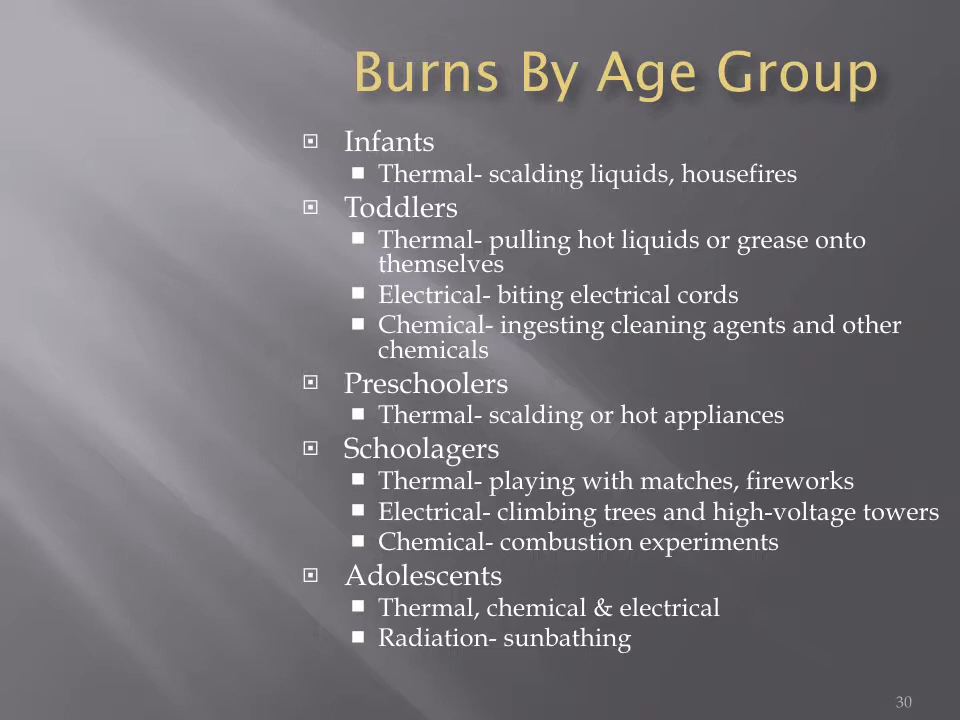 Burns By Age Group
Infants
Thermal- scalding liquids, housefires
Toddlers
Thermal- pulling hot liquids or grease onto
themselves
Electrical- biting electrical cords
Chemical- ingesting cleaning agents and other
chemicals
Preschoolers
Thermal- scalding or hot appliances
Schoolagers
Thermal- playing with matches, fireworks
Electrical- climbing trees and high-voltage towers
Chemical- combustion experiments
Adolescents
Thermal, chemical & electrical
Radiation- sunbathing
30